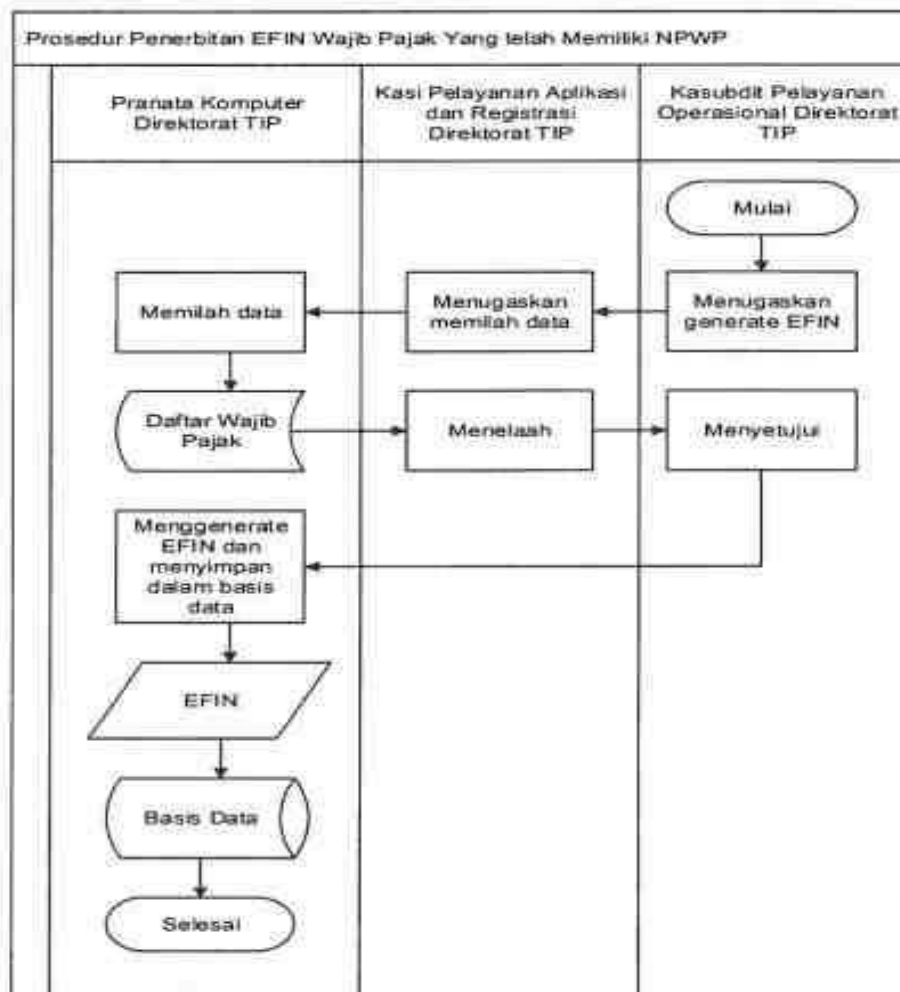 Prosedur Penerbitan EFIN Wajib Pajak Yang telah Memiliki NPWP
Pranata Komputer
Direktorat TIP
Kasi Pelayanan Aplikasi
dan Registrasi
Direktorat TIP
Kasubdit Pelayanan
Operasional Direktorat
TIP
Mulai
Memilah data
Menugaskan
memilah data
Menugaskan
generate EFIN
Daftar Wajib
Pajak
Menelaah
Menyetujui
Menggenerate
EFIN dan
menyimpan
dalam basis
data
EFIN
Basis Data
Selesai